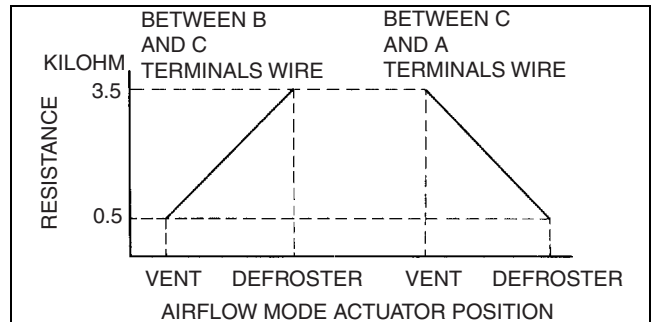 BETWEEN B
AND C
TERMINALS WIRE
BETWEEN C
AND A
TERMINALS WIRE
KILOHM
3.5
RESISTANCE
0.5
VENT DEFROSTER VENT DEFROSTER
AIRFLOW MODE ACTUATOR POSITION